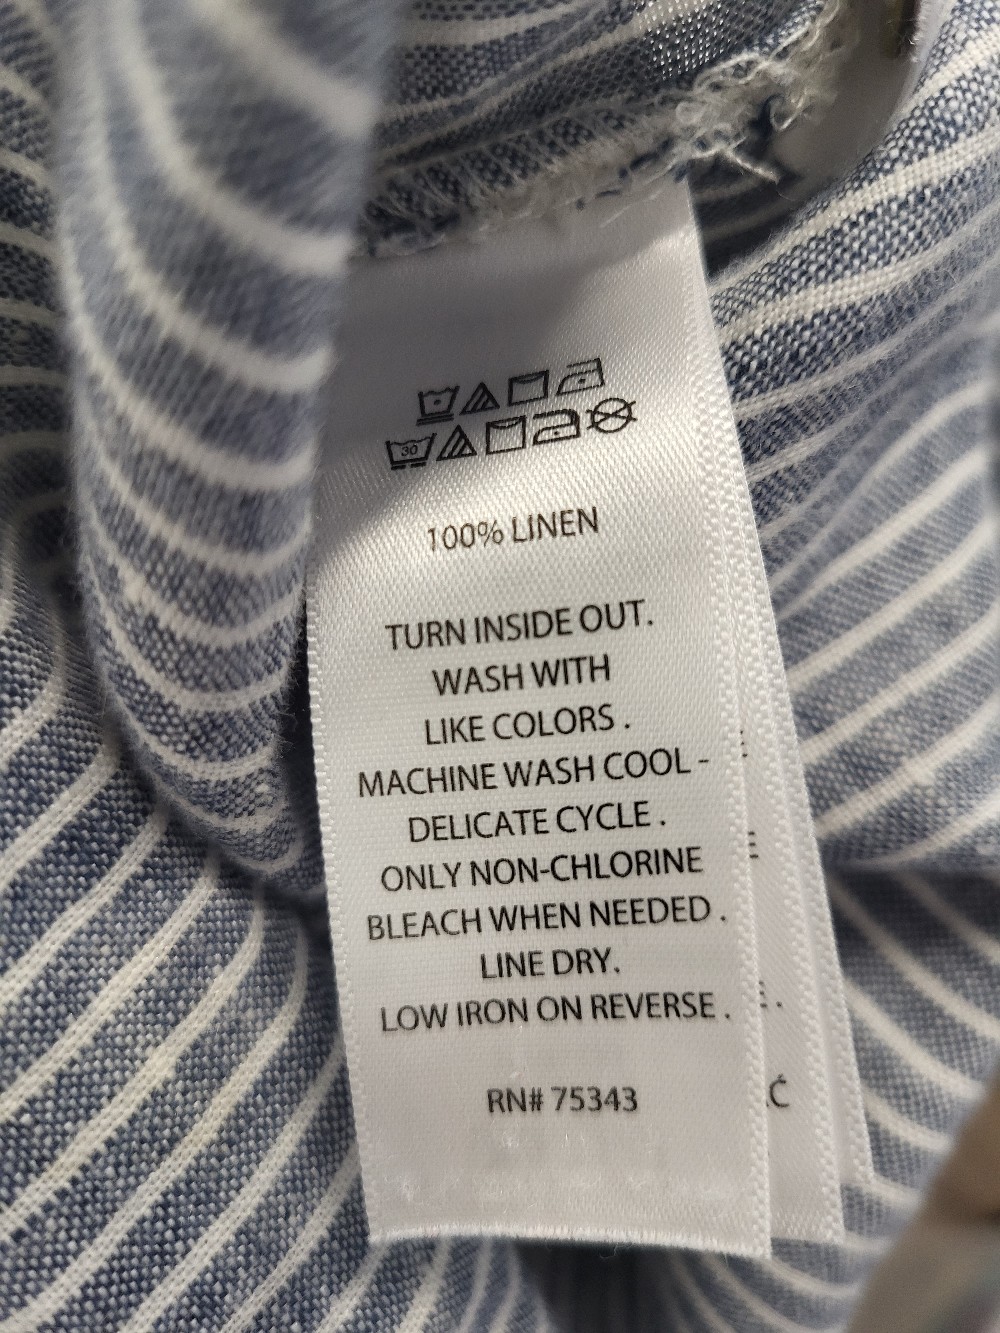 30
100% LINEN
TURN INSIDE OUT.
WASH WITH
LIKE COLORS .
MACHINE WASH COOL -
DELICATE CYCLE .
ONLY NON-CHLORINE
BLEACH WHEN NEEDED .
LINE DRY.
LOW IRON ON REVERSE .
RN# 75343
E
E.
Ć